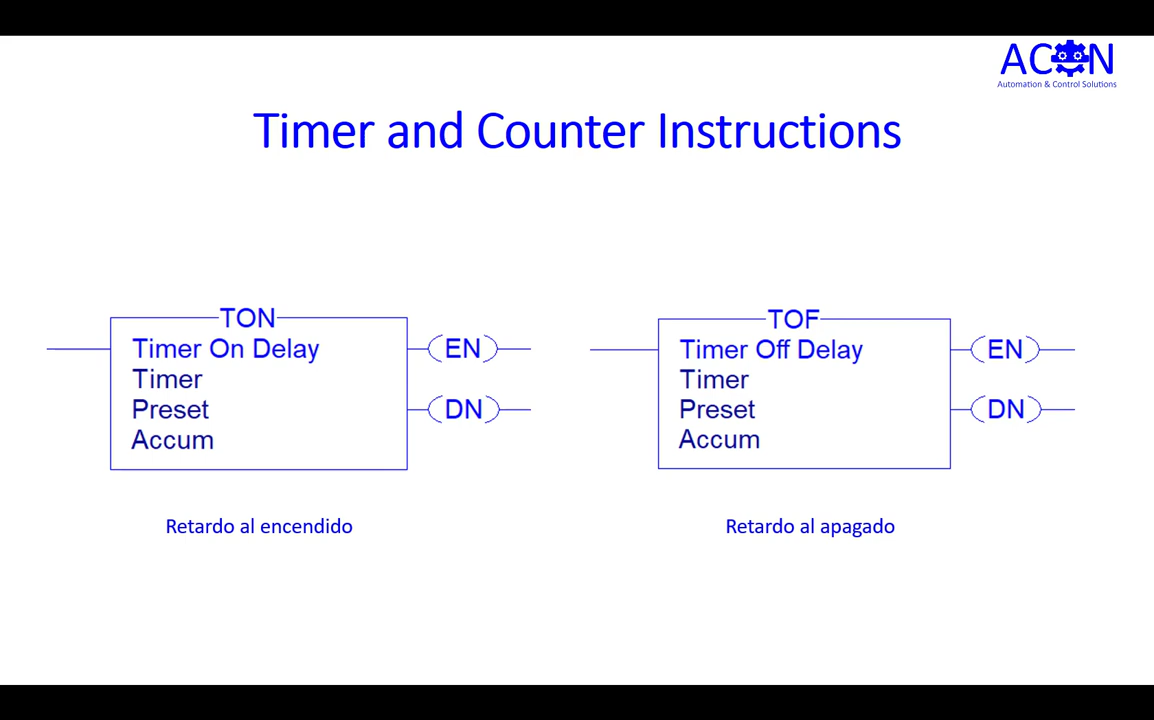 ACON
Automation & Control Solutions
Timer and Counter Instructions
TON
Timer On Delay
Timer
Preset
Accum
EN
DN
Retardo al encendido
TOF
Timer Off Delay
Timer
Preset
Accum
EN
DN
Retardo al apagado